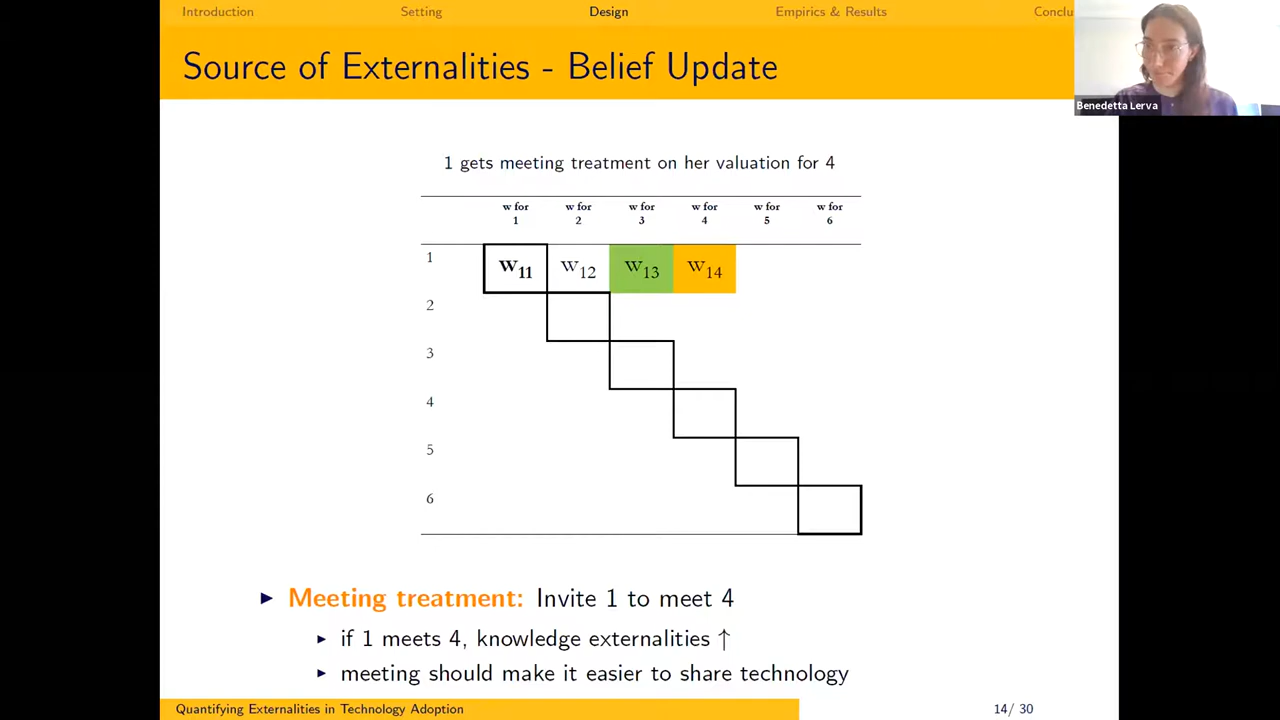 Introduction Setting Design Empirics & Results Conclu
Source of Externalities - Belief Update
Benedetta Lerva
1 gets meeting treatment on her valuation for 4
w for w for w for w for w for w for
1 2 3 4 5 6
1 w11 w12 w13 w14
2
3
4
5
6
Meeting treatment: Invite 1 to meet 4
if 1 meets 4, knowledge externalities ↑
meeting should make it easier to share technology
Quantifying Externalities in Technology Adoption 14/ 30